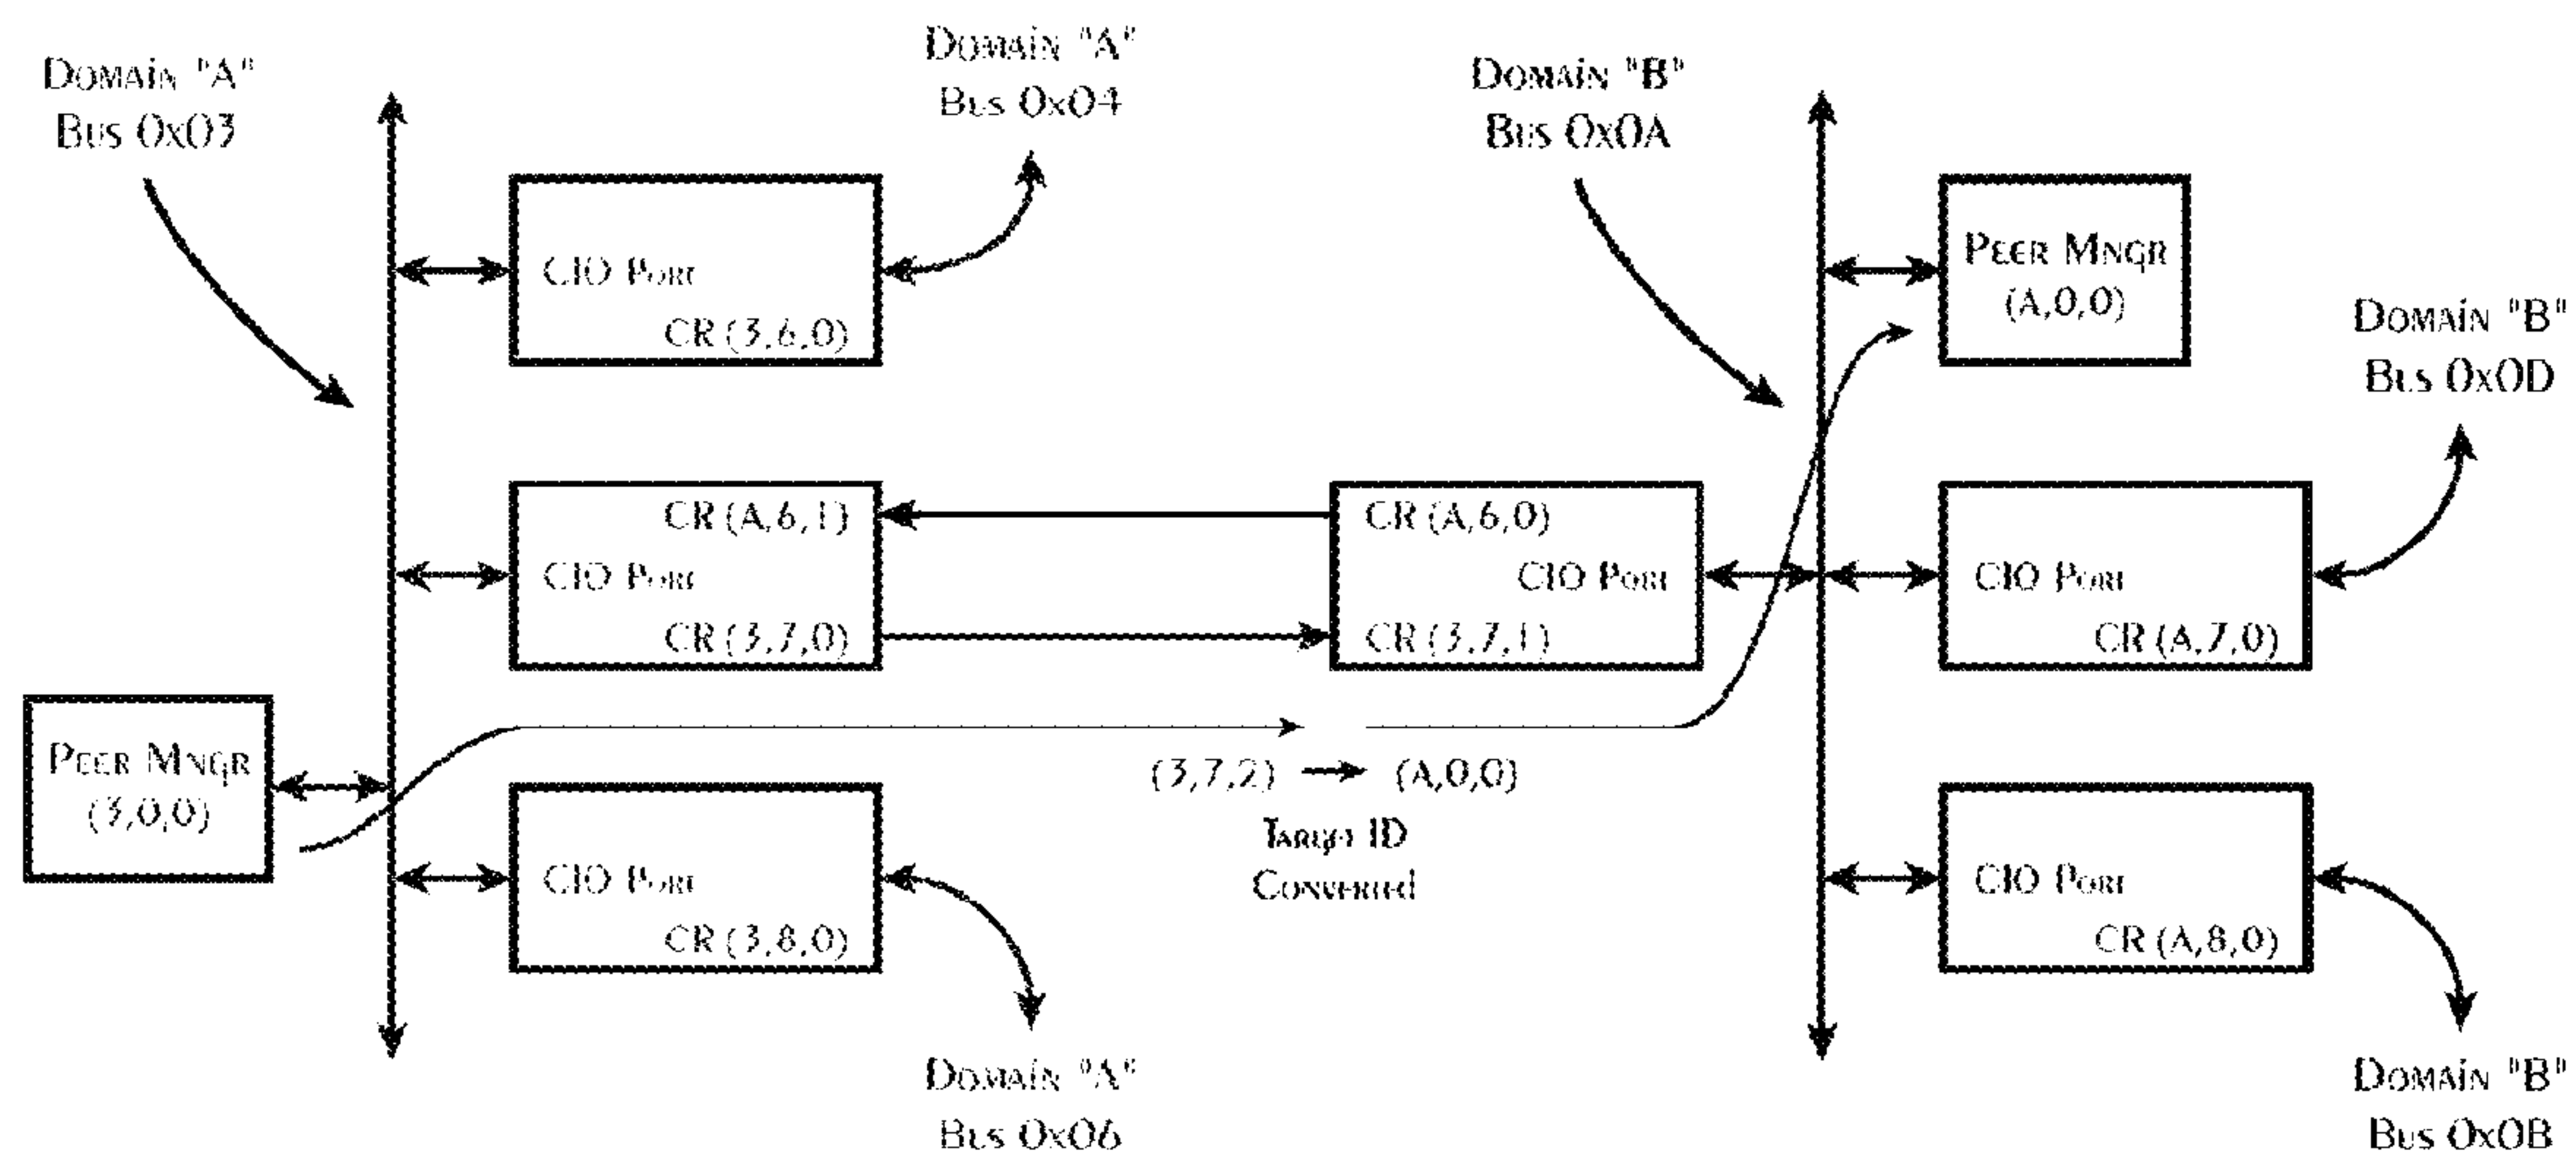 Domain "A"
Bus 0x03
Domain "A"
Bus 0x04
Domain "B"
Bus 0x0A
CIO Port
CR (3,6,0)
Peer Mngr
(A,0,0)
Domain "B"
Bus 0x0D
CR (A,6,1)
CIO Port
CR (3,7,0)
CR (A,6,0)
CIO Port
CR (3,7,1)
CIO Port
CR (A,7,0)
Peer Mngr
(3,0,0)
(3,7,2) → (A,0,0)
Target ID
Converted
CIO Port
CR (3,8,0)
CIO Port
CR (A,8,0)
Domain "A"
Bus 0x06
Domain "B"
Bus 0x0B